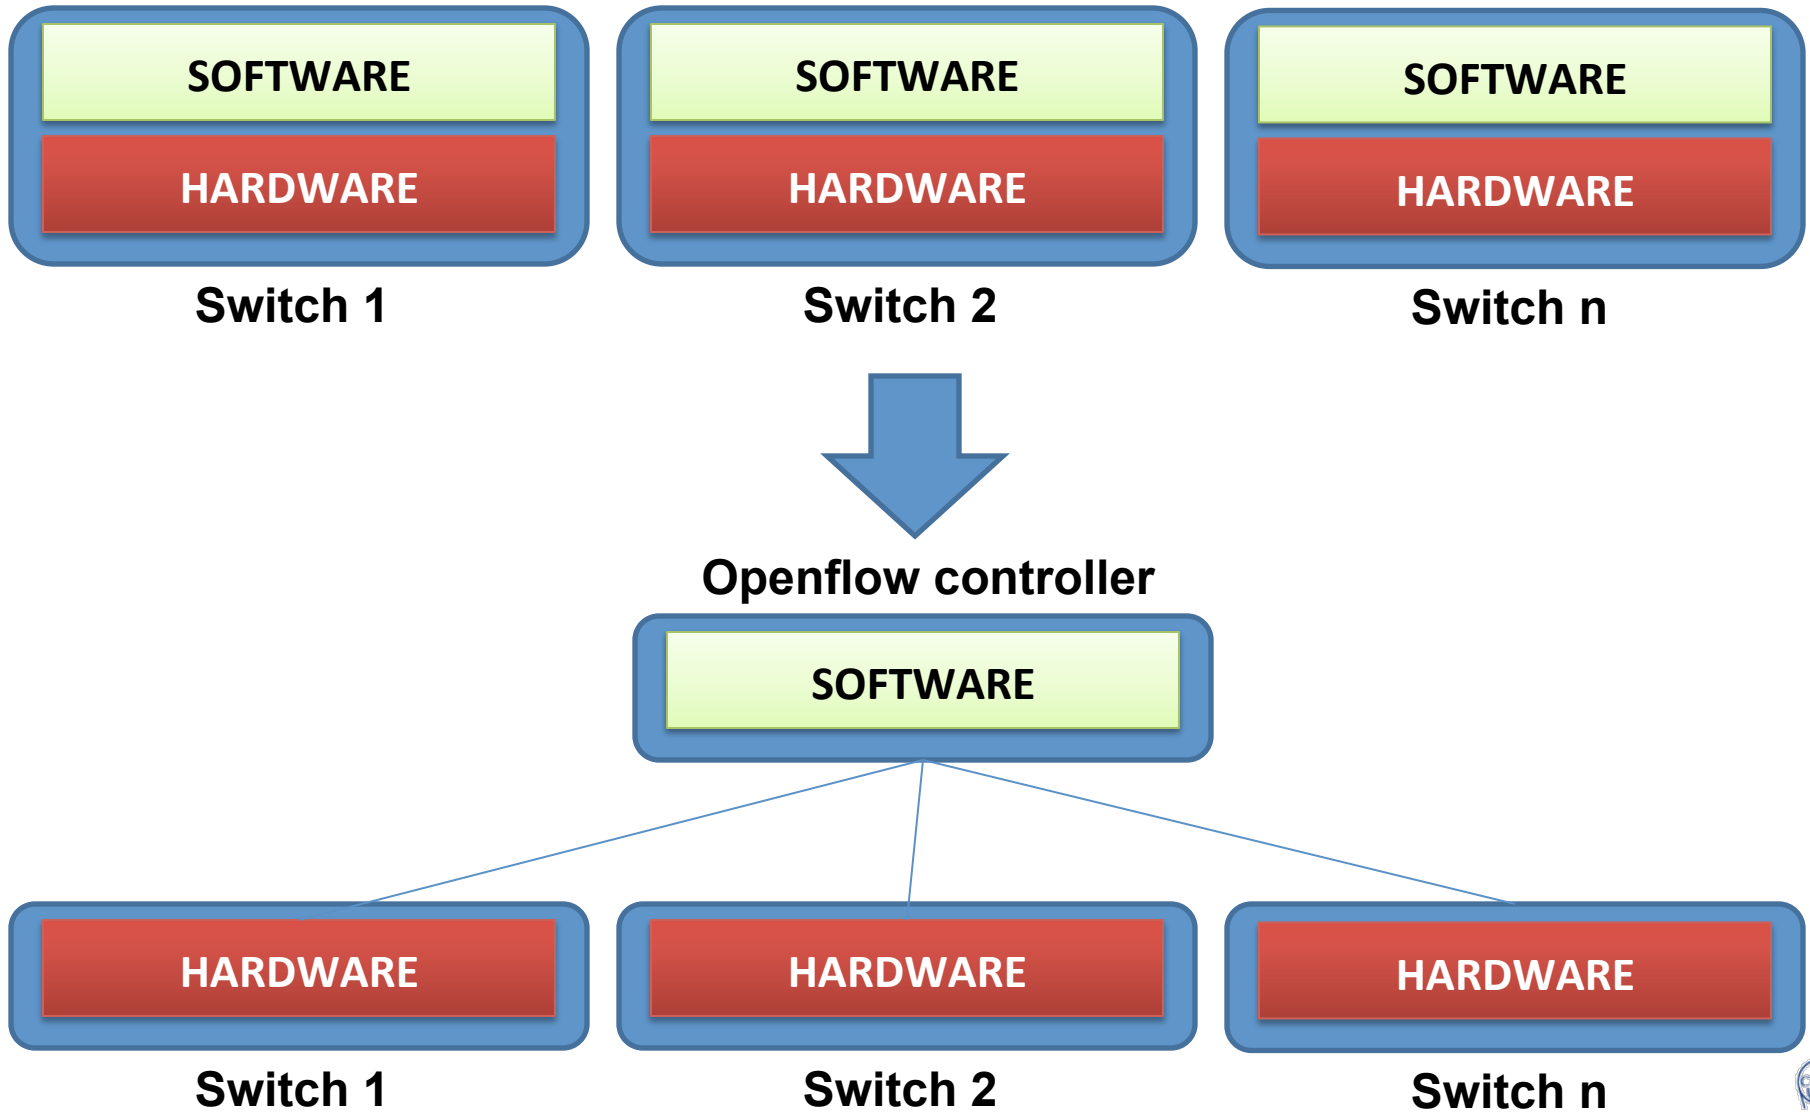 SOFTWARE SOFTWARE SOFTWARE
HARDWARE HARDWARE HARDWARE
Switch 1 Switch 2 Switch n
Openflow controller
SOFTWARE
HARDWARE HARDWARE HARDWARE
Switch 1 Switch 2 Switch n